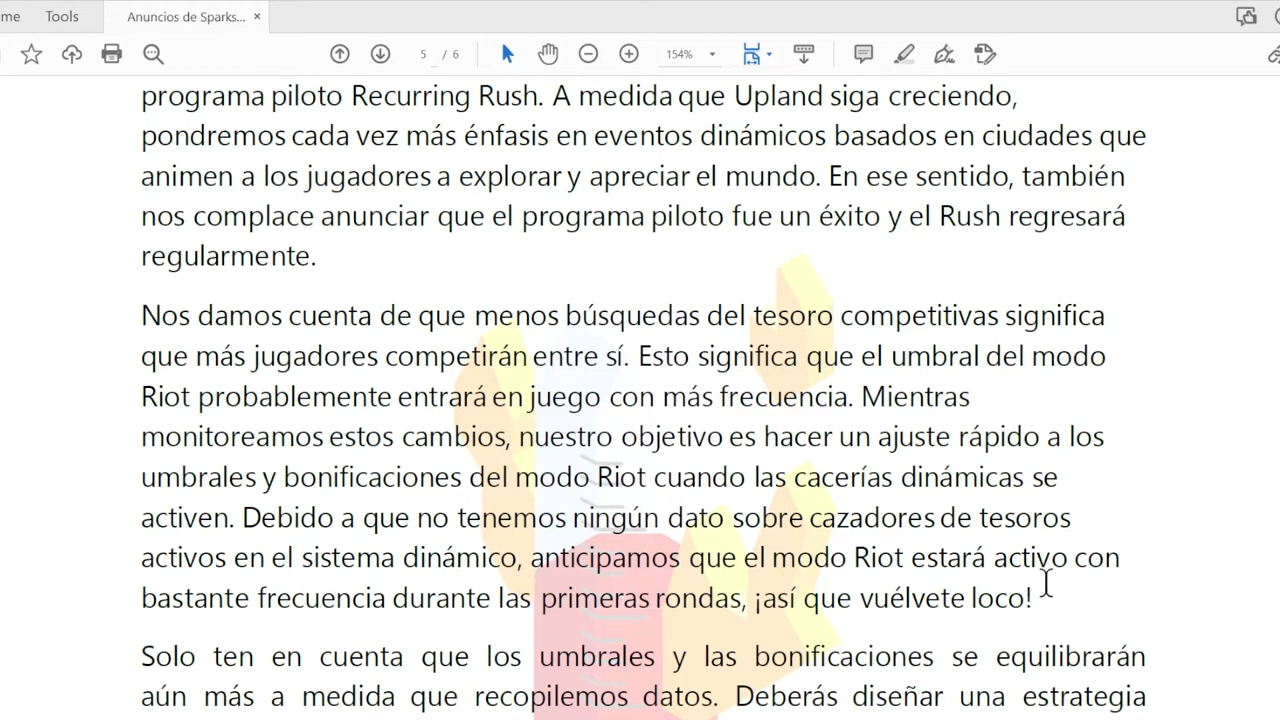 me Tools Anuncios de Sparks... ×
5 / 6 154%
programa piloto Recurring Rush. A medida que Upland siga creciendo,
pondremos cada vez más énfasis en eventos dinámicos basados en ciudades que
animen a los jugadores a explorar y apreciar el mundo. En ese sentido, también
nos complace anunciar que el programa piloto fue un éxito y el Rush regresará
regularmente.
Nos damos cuenta de que menos búsquedas del tesoro competitivas significa
que más jugadores competirán entre sí. Esto significa que el umbral del modo
Riot probablemente entrará en juego con más frecuencia. Mientras
monitoreamos estos cambios, nuestro objetivo es hacer un ajuste rápido a los
umbrales y bonificaciones del modo Riot cuando las cacerías dinámicas se
activen. Debido a que no tenemos ningún dato sobre cazadores de tesoros
activos en el sistema dinámico, anticipamos que el modo Riot estará activo con
bastante frecuencia durante las primeras rondas, ¡así que vuélvete loco!
Solo ten en cuenta que los umbrales y las bonificaciones se equilibrarán
aún más a medida que recopilemos datos. Deberás diseñar una estrategia